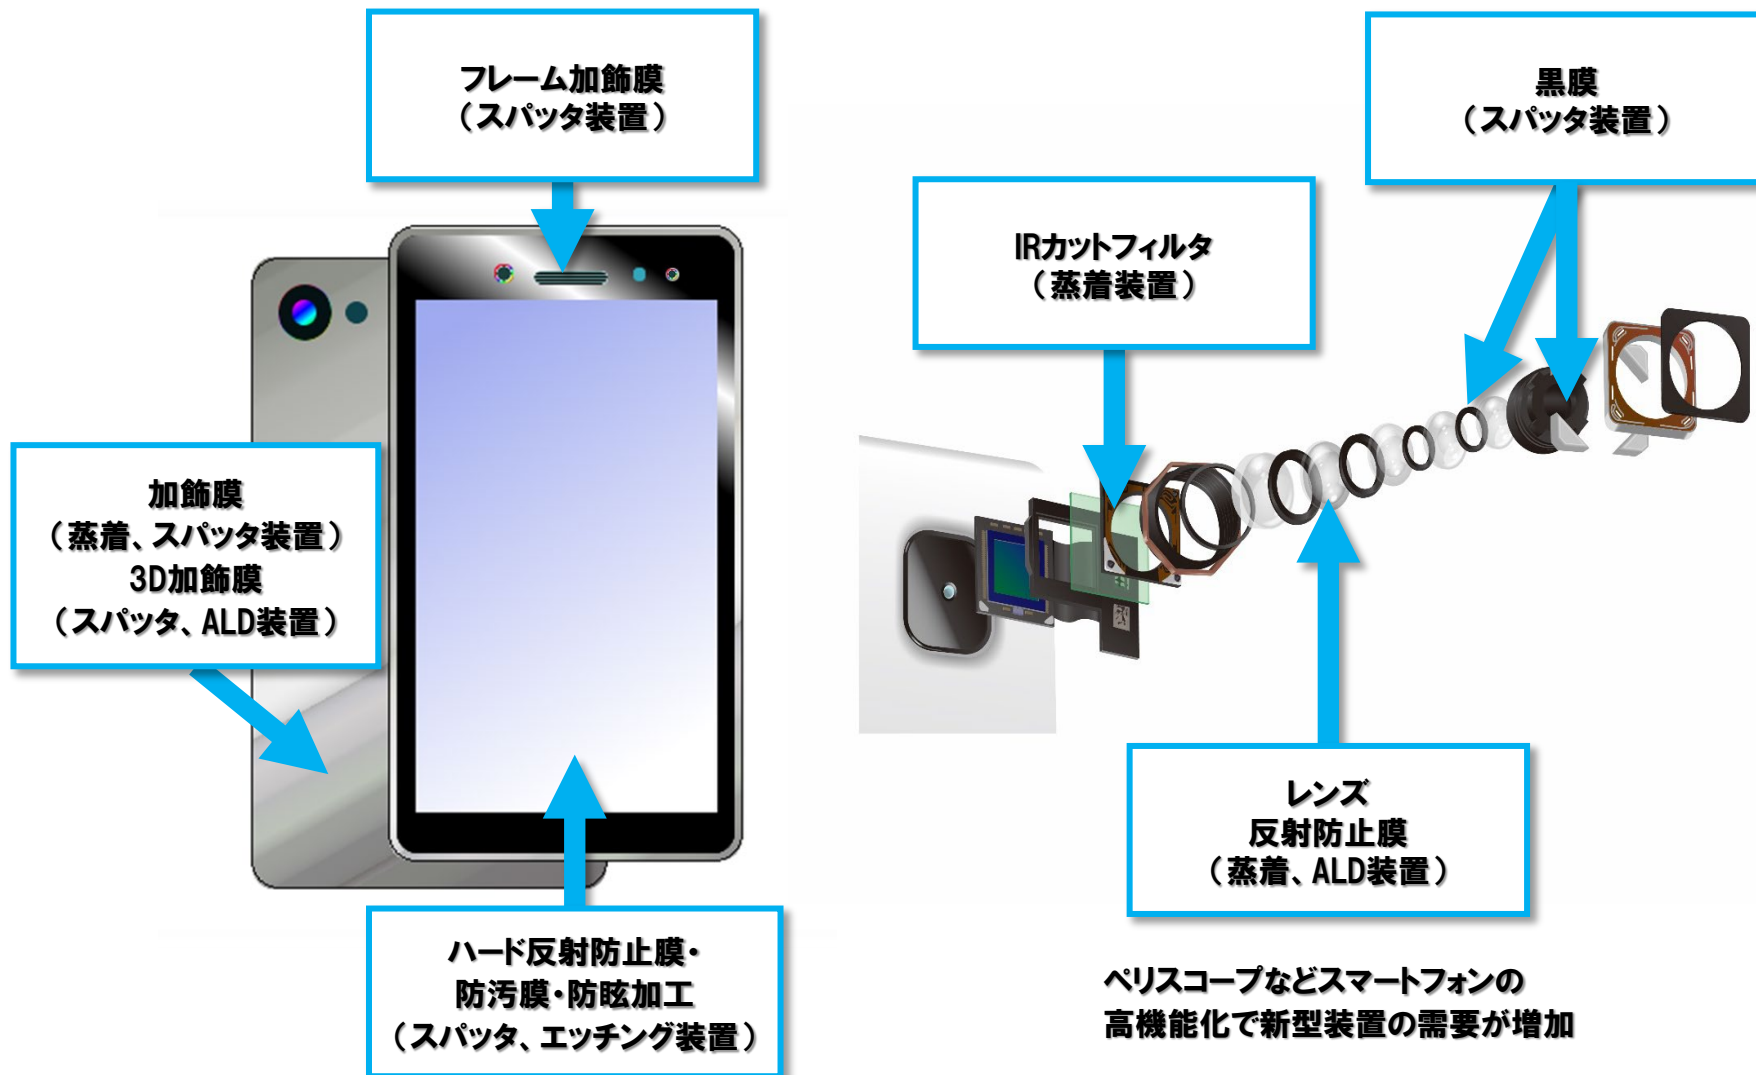 フレーム加飾膜
(スパッタ装置)
黒膜
(スパッタ装置)
IRカットフィルタ
(蒸着装置)
加飾膜
(蒸着、スパッタ装置)
3D加飾膜
(スパッタ、ALD装置)
レンズ
反射防止膜
(蒸着、ALD装置)
ハード反射防止膜・
防汚膜・防眩加工
(スパッタ、エッチング装置)
ペリスコープなどスマートフォンの
高機能化で新型装置の需要が増加